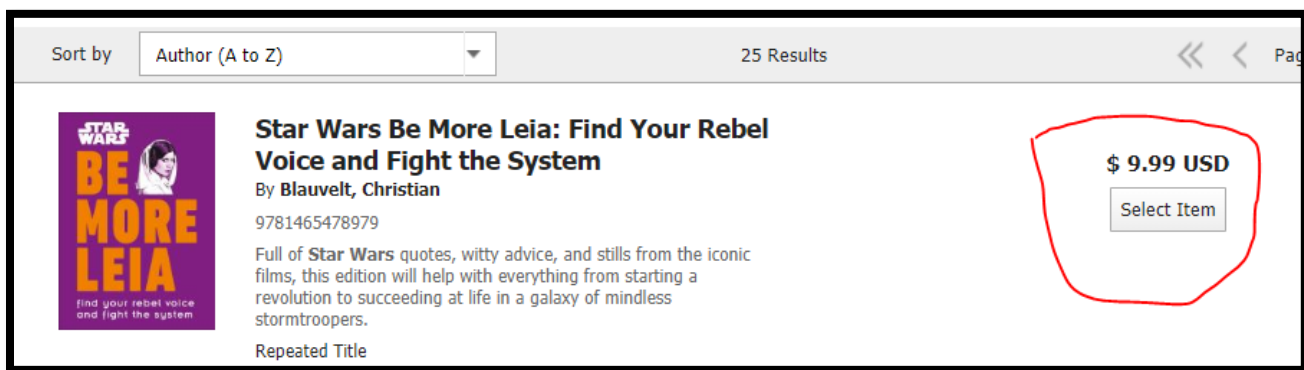 Sort by Author (A to Z) 25 Results Pag
STAR
WARS
BE
MORE
LEIA
find your rebel voice
and fight the system
Star Wars Be More Leia: Find Your Rebel
Voice and Fight the System
By Blauvelt, Christian
9781465478979
Full of Star Wars quotes, witty advice, and stills from the iconic
films, this edition will help with everything from starting a
revolution to succeeding at life in a galaxy of mindless
stormtroopers.
Repeated Title
$ 9.99 USD
Select Item